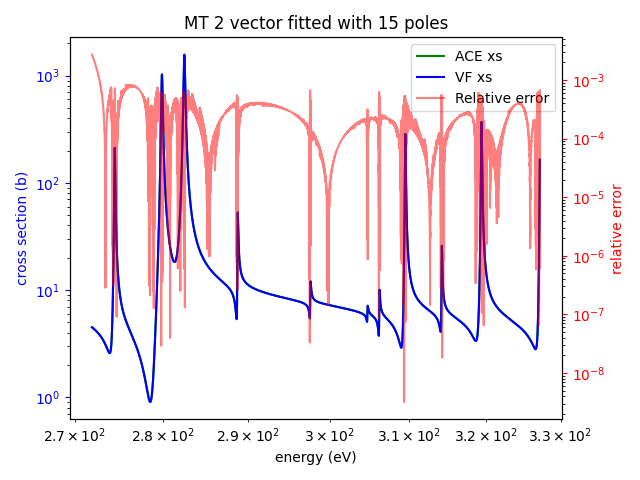 MT 2 vector fitted with 15 poles
ACE xs
VF xs
Relative error
cross section (b)
10³
10²
10¹
10⁰
relative error
10⁻³
10⁻⁴
10⁻⁵
10⁻⁶
10⁻⁷
10⁻⁸
2.7 × 10² 2.8 × 10² 2.9 × 10² 3 × 10² 3.1 × 10² 3.2 × 10² 3.3 × 10²
energy (eV)